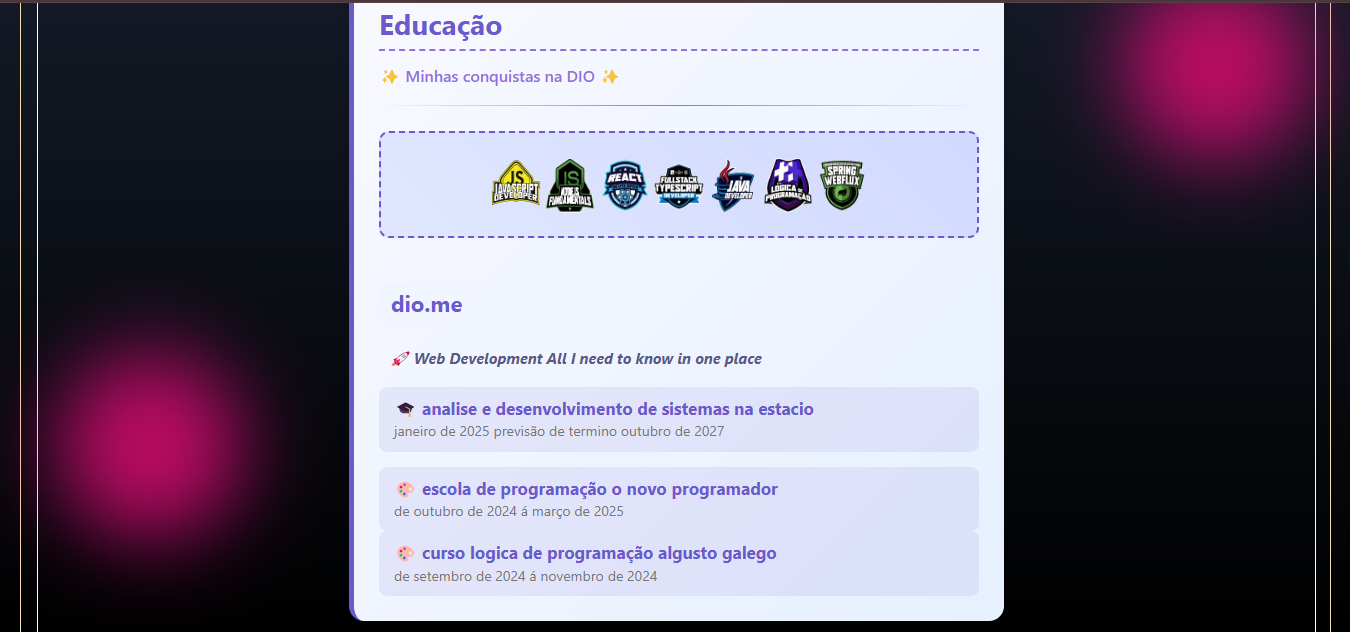 Educação
✨ Minhas conquistas na DIO ✨
JS JAVASCRIPT DEVELOPER
JS NODEJS FUNDAMENTALS
REACT DEVELOPER
FULLSTACK TYPESCRIPT DEVELOPER
JAVA DEVELOPER
LÓGICA DE PROGRAMAÇÃO
SPRING WEBFLUX
dio.me
🚀 Web Development All I need to know in one place
🎓 analise e desenvolvimento de sistemas na estacio
janeiro de 2025 previsão de termino outubro de 2027
🎨 escola de programação o novo programador
de outubro de 2024 á março de 2025
🎨 curso logica de programação algusto galego
de setembro de 2024 á novembro de 2024